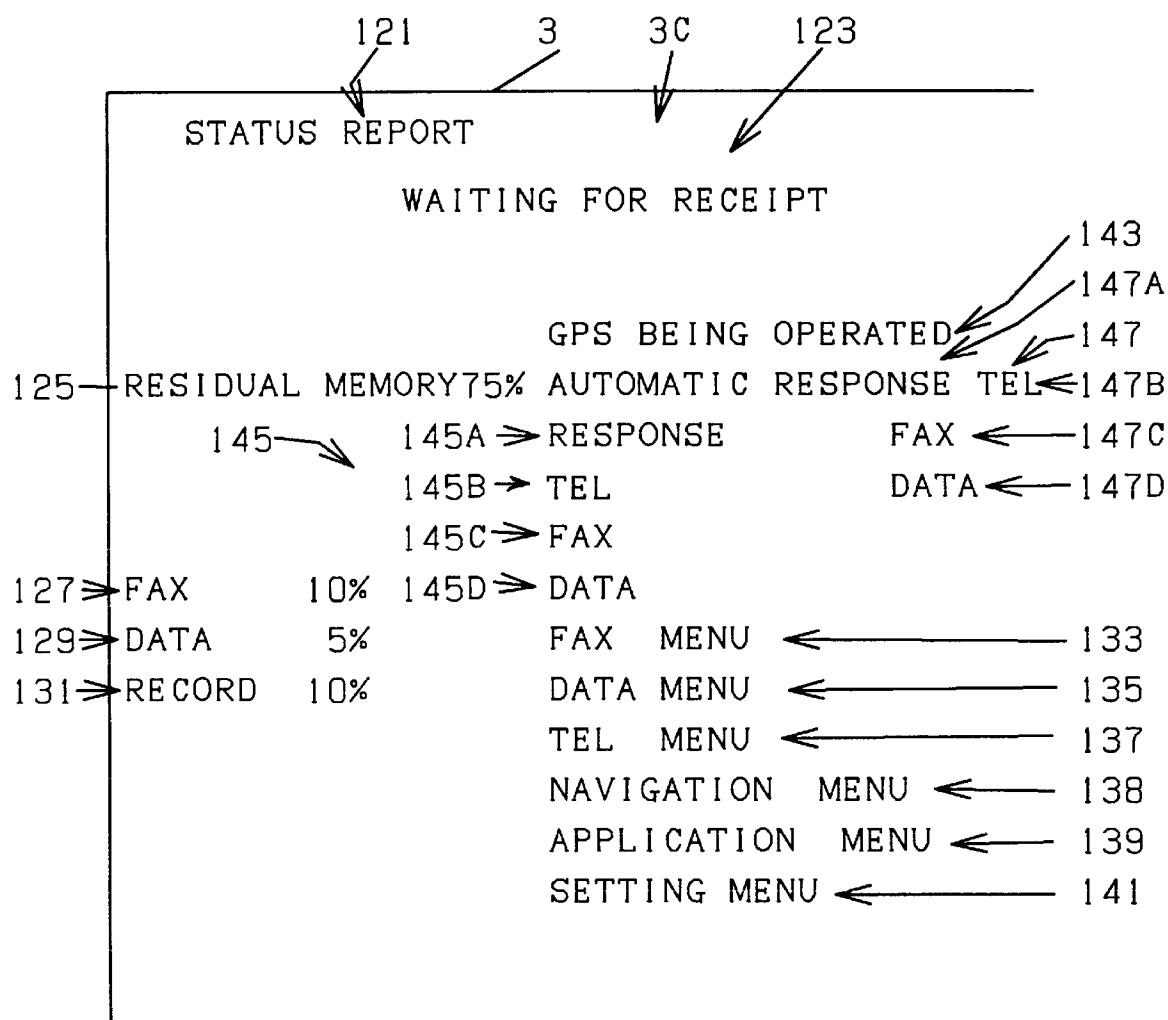 121 3 3C 123
STATUS REPORT
WAITING FOR RECEIPT
143
147A
GPS BEING OPERATED 147
125 RESIDUAL MEMORY75% AUTOMATIC RESPONSE TEL 147B
145 145A RESPONSE FAX 147C
145B TEL DATA 147D
145C FAX
127 FAX 10% 145D DATA
129 DATA 5% FAX MENU 133
131 RECORD 10% DATA MENU 135
TEL MENU 137
NAVIGATION MENU 138
APPLICATION MENU 139
SETTING MENU 141